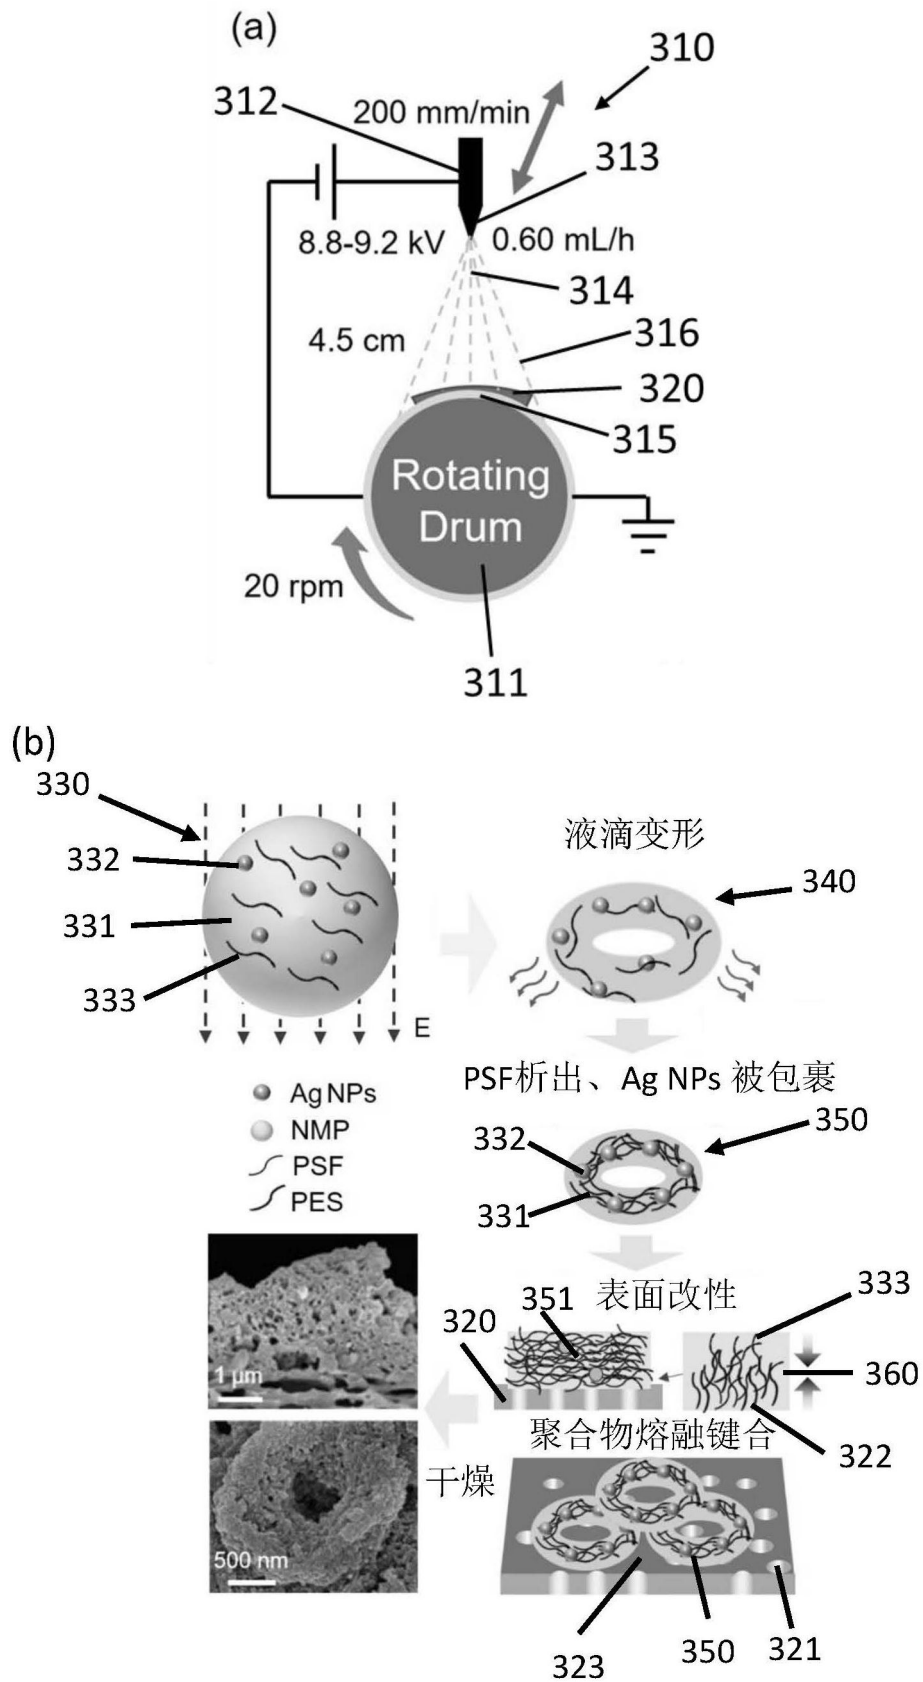 (a)
310
312
200 mm/min
313
8.8-9.2 kV
0.60 mL/h
314
4.5 cm
316
320
315
Rotating
Drum
20 rpm
311
(b)
330
液滴变形
332
340
331
333
E
PSF析出、Ag NPs 被包裹
Ag NPs
350
NMP
332
PSF
PES
331
表面改性
333
351
320
360
1 μm
322
聚合物熔融键合
干燥
500 nm
323
350
321